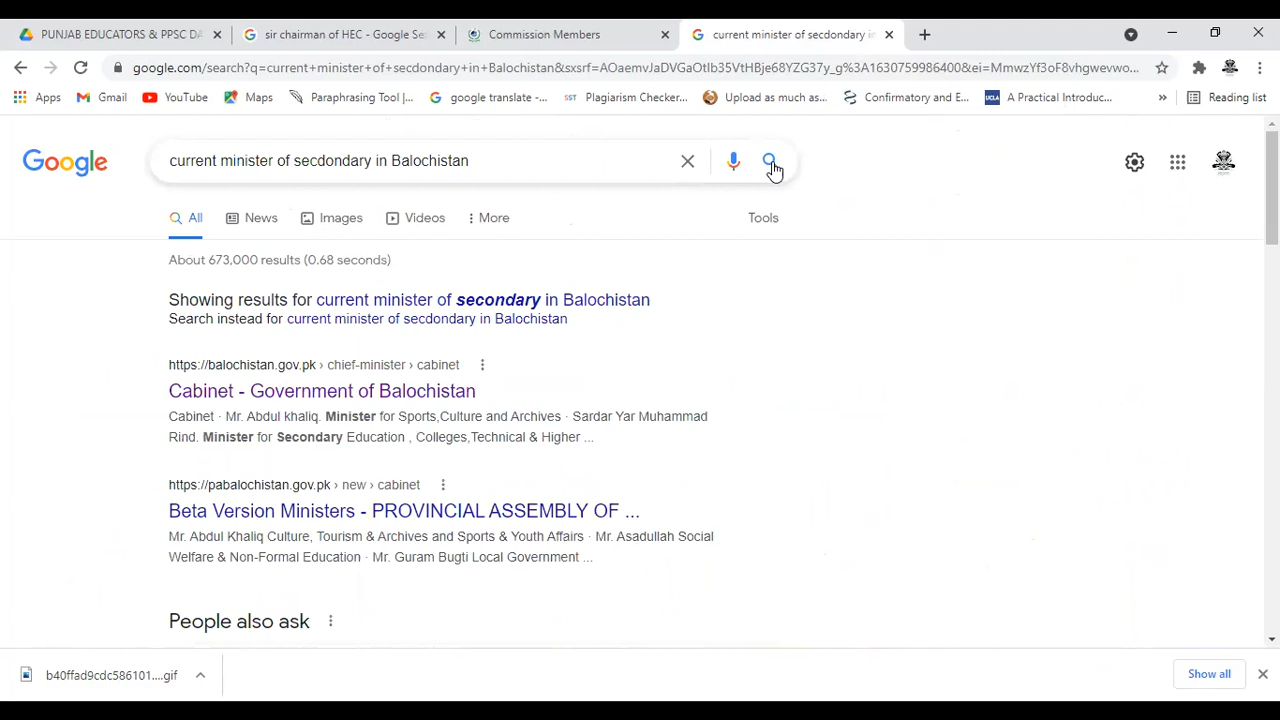 PUNJAB EDUCATORS & PPSC DA
sir chairman of HEC - Google Se
Commission Members
current minister of secdondary in
google.com/search?q=current+minister+of+secdondary+in+Balochistan&sxsrf=AOaemvJaDVGaOtIb35VtHBje68YZG37y_g%3A1630759986400&ei=MmwzYf3oF8vhgwevwo...
Apps
Gmail
YouTube
Maps
Paraphrasing Tool |...
google translate -...
SST Plagiarism Checker...
Upload as much as...
Confirmatory and E...
UCLA A Practical Introduc...
»
Reading list
Google
current minister of secdondary in Balochistan
All
News
Images
Videos
More
Tools
About 673,000 results (0.68 seconds)
Showing results for current minister of secondary in Balochistan
Search instead for current minister of secdondary in Balochistan
https://balochistan.gov.pk › chief-minister › cabinet
Cabinet - Government of Balochistan
Cabinet · Mr. Abdul khaliq. Minister for Sports,Culture and Archives · Sardar Yar Muhammad
Rind. Minister for Secondary Education , Colleges,Technical & Higher ...
https://pabalochistan.gov.pk › new › cabinet
Beta Version Ministers - PROVINCIAL ASSEMBLY OF ...
Mr. Abdul Khaliq Culture, Tourism & Archives and Sports & Youth Affairs · Mr. Asadullah Social
Welfare & Non-Formal Education · Mr. Guram Bugti Local Government ...
People also ask
b40ffad9cdc586101....gif
Show all